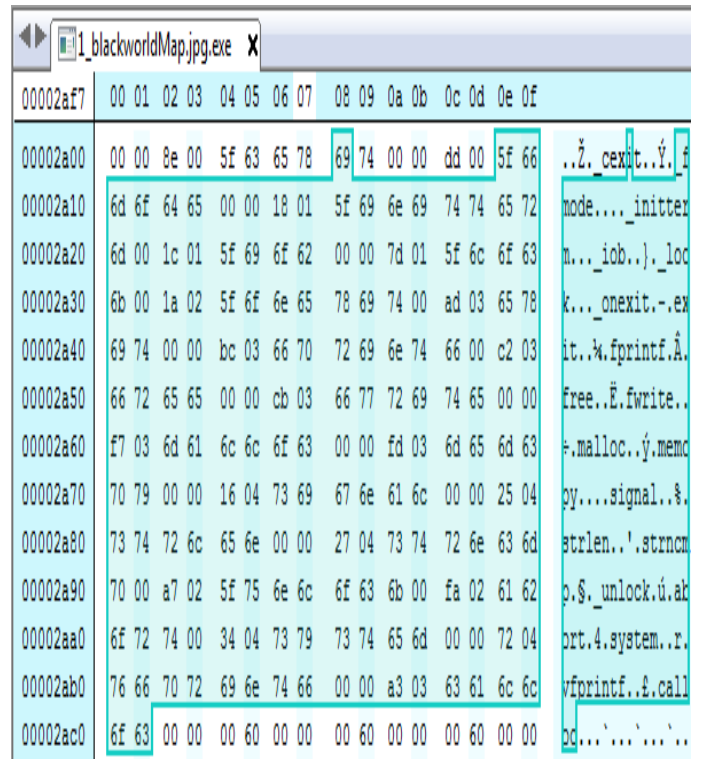 1_blackworldMap.jpg.exe X
00002af7 00 01 02 03 04 05 06 07 08 09 0a 0b 0c 0d 0e 0f
00002a00 00 00 8e 00 5f 63 65 78 69 74 00 00 dd 00 5f 66 ..Ž._cexit..Ý._f
00002a10 6d 6f 64 65 00 00 18 01 5f 69 6e 69 74 74 65 72 mode...._initter
00002a20 6d 00 1c 01 5f 69 6f 62 00 00 7d 01 5f 6c 6f 63 m..._iob..}._loc
00002a30 6b 00 1a 02 5f 6f 6e 65 78 69 74 00 ad 03 65 78 k..._onexit.-.ex
00002a40 69 74 00 00 bc 03 66 70 72 69 6e 74 66 00 c2 03 it..¼.fprintf.Â.
00002a50 66 72 65 65 00 00 cb 03 66 77 72 69 74 65 00 00 free..Ë.fwrite..
00002a60 f7 03 6d 61 6c 6c 6f 63 00 00 fd 03 6d 65 6d 63 ÷.malloc..ý.memc
00002a70 70 79 00 00 16 04 73 69 67 6e 61 6c 00 00 25 04 py....signal..%.
00002a80 73 74 72 6c 65 6e 00 00 27 04 73 74 72 6e 63 6d strlen..'.strncm
00002a90 70 00 a7 02 5f 75 6e 6c 6f 63 6b 00 fa 02 61 62 p.§._unlock.ú.ab
00002aa0 6f 72 74 00 34 04 73 79 73 74 65 6d 00 00 72 04 ort.4.system..r.
00002ab0 76 66 70 72 69 6e 74 66 00 00 a3 03 63 61 6c 6c vfprintf..£.call
00002ac0 6f 63 00 00 00 60 00 00 00 60 00 00 00 60 00 00 oc...`...`...`..